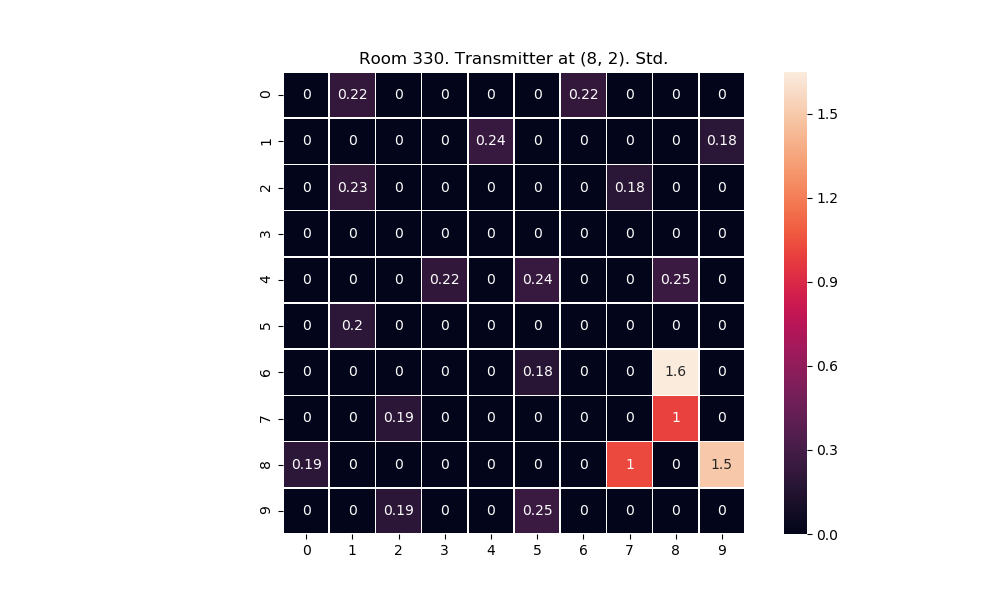 Room 330. Transmitter at (8, 2). Std.
0 0 0.22 0 0 0 0 0.22 0 0 0
1 0 0 0 0 0.24 0 0 0 0 0.18
2 0 0.23 0 0 0 0 0 0.18 0 0
3 0 0 0 0 0 0 0 0 0 0
4 0 0 0 0.22 0 0.24 0 0 0.25 0
5 0 0.2 0 0 0 0 0 0 0 0
6 0 0 0 0 0 0.18 0 0 1.6 0
7 0 0 0.19 0 0 0 0 0 1 0
8 0.19 0 0 0 0 0 0 1 0 1.5
9 0 0 0.19 0 0 0.25 0 0 0 0
0 1 2 3 4 5 6 7 8 9
1.5
1.2
0.9
0.6
0.3
0.0